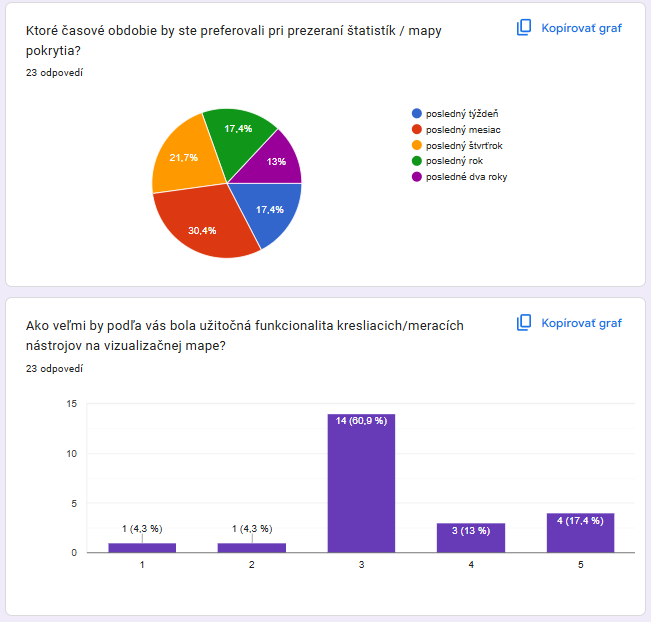 Ktoré časové obdobie by ste preferovali pri prezeraní štatistík / mapy
pokrytia?
Kopírovať graf
23 odpovedí
posledný týždeň
posledný mesiac
posledný štvrťrok
posledný rok
posledné dva roky
17,4%
13%
21,7%
17,4%
30,4%
Ako veľmi by podľa vás bola užitočná funkcionalita kresliacich/meracích
nástrojov na vizualizačnej mape?
Kopírovať graf
23 odpovedí
15
10
5
0
1 (4,3 %)
1 (4,3 %)
14 (60,9 %)
3 (13 %)
4 (17,4 %)
1
2
3
4
5